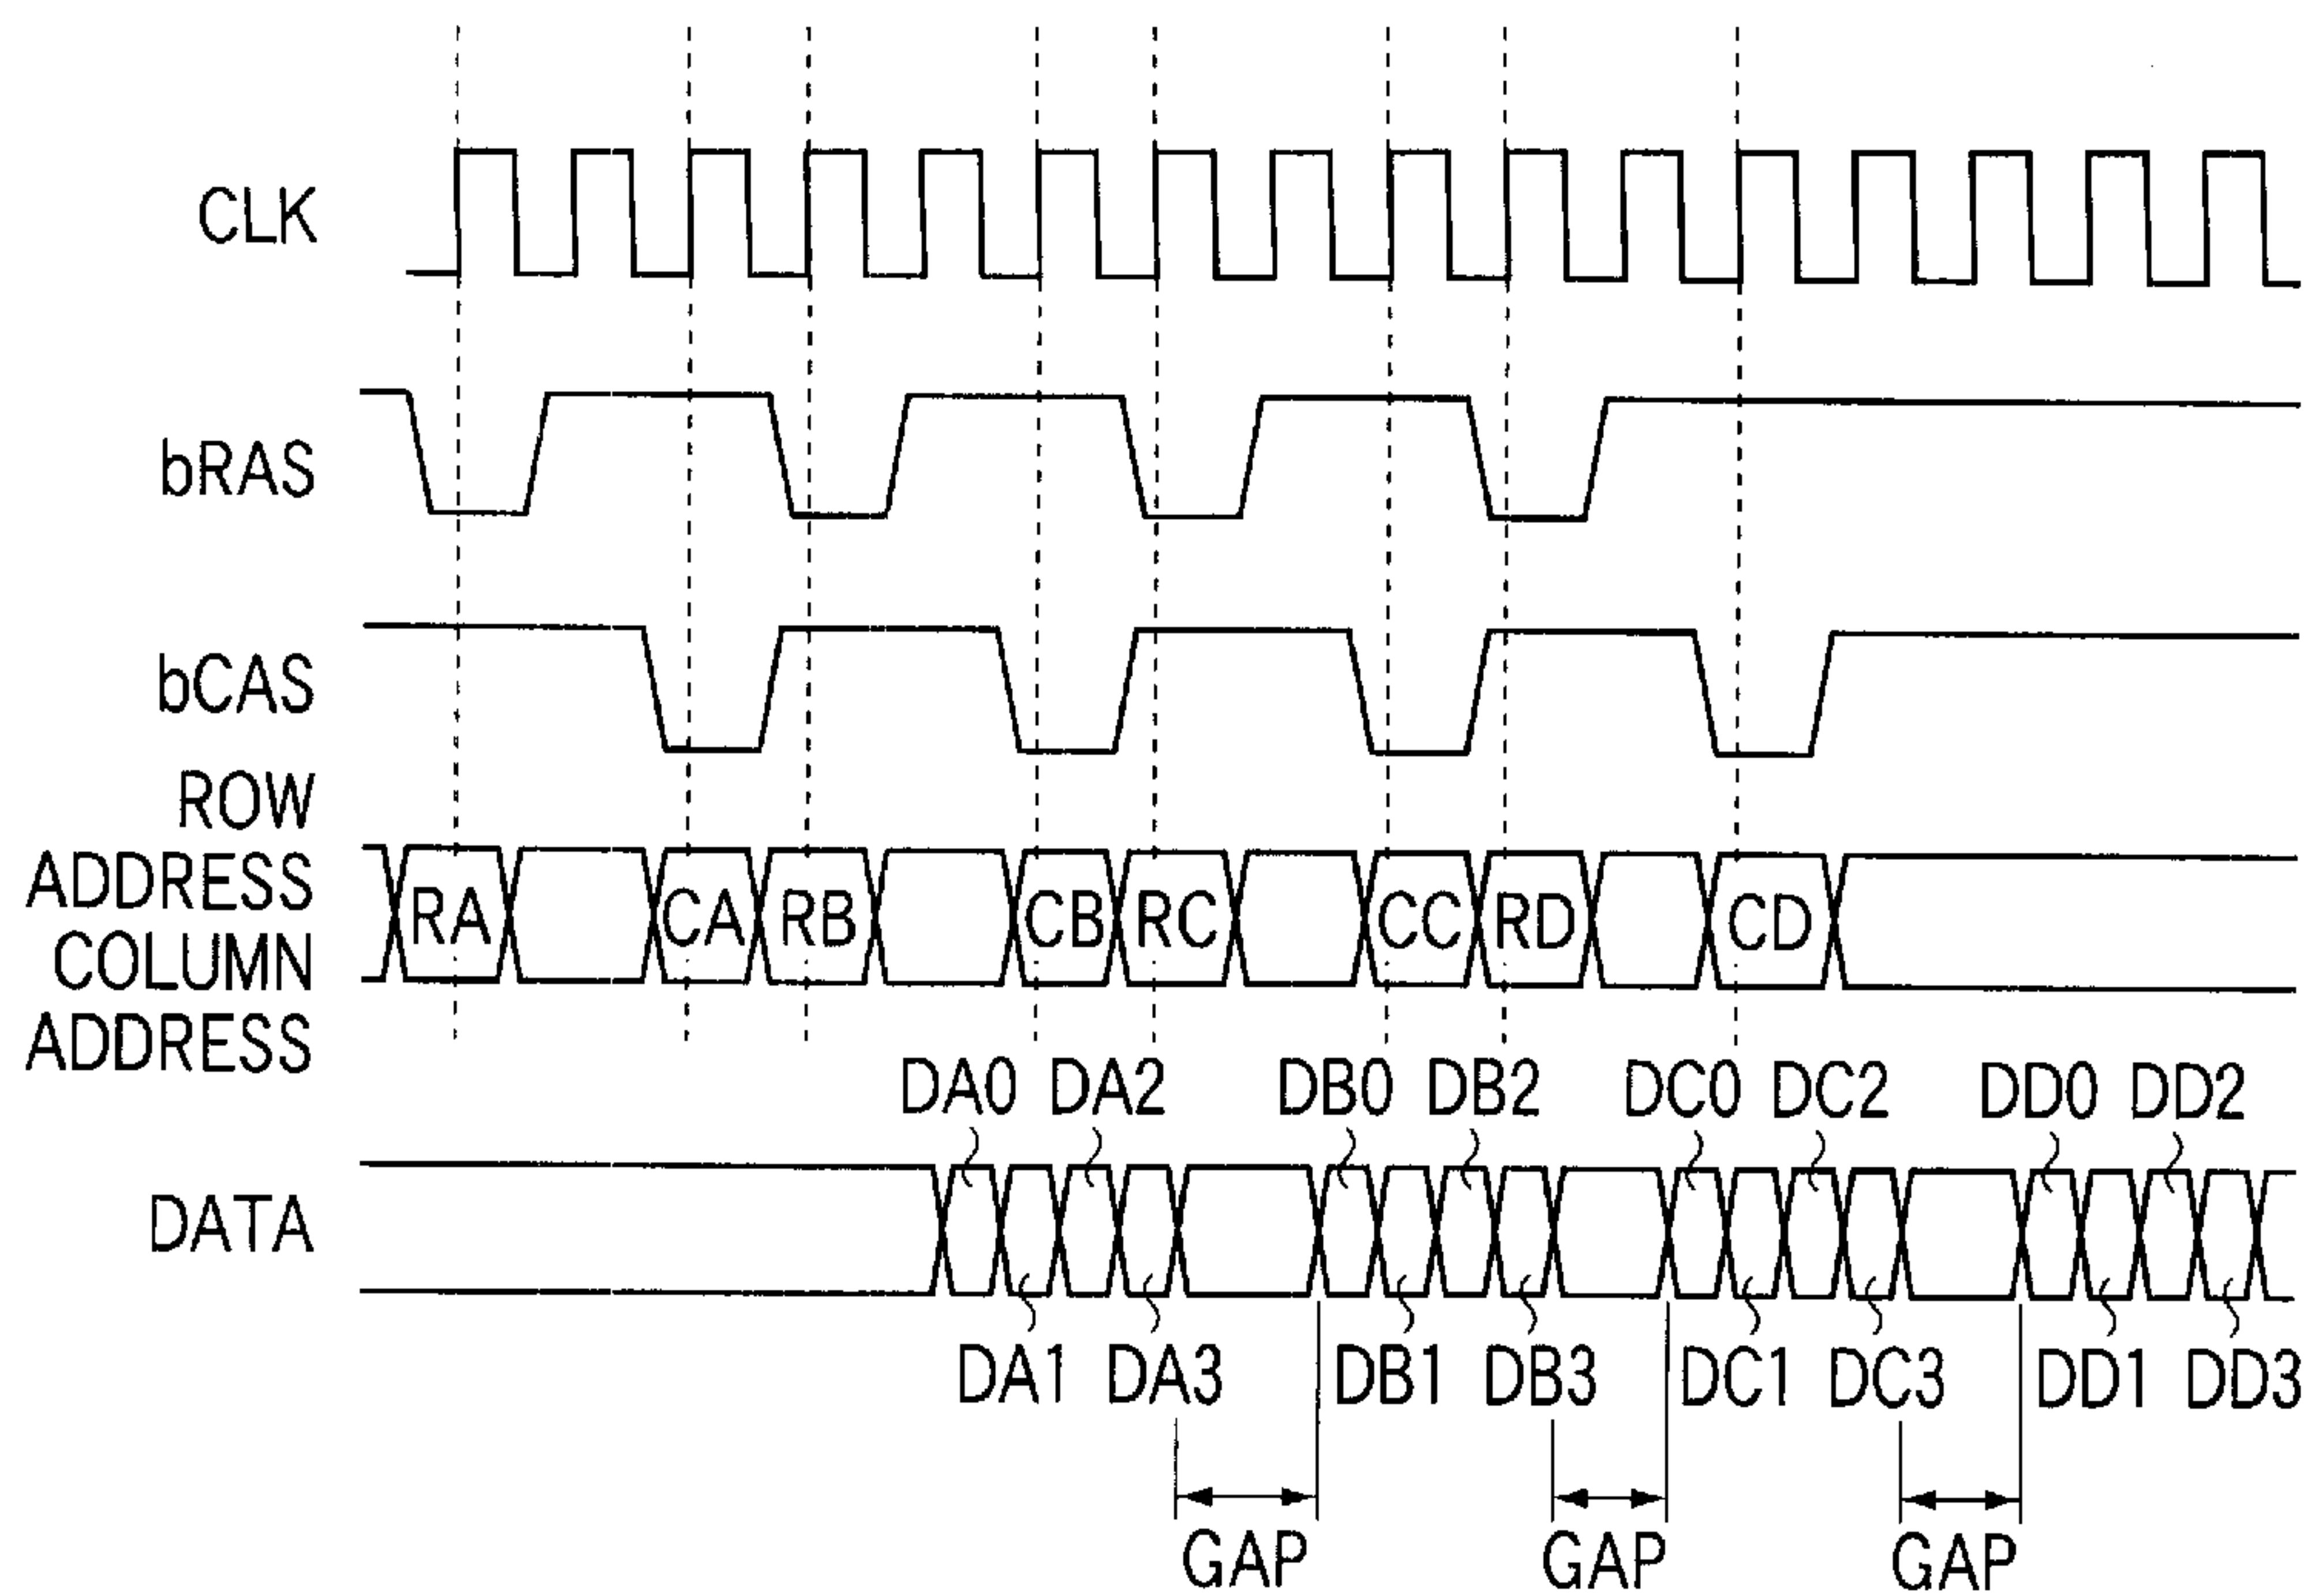 CLK
bRAS
bCAS
ROW
ADDRESS
COLUMN
ADDRESS
RA CA RB CB RC CC RD CD
DA0 DA2 DB0 DB2 DC0 DC2 DD0 DD2
DATA
DA1 DA3 DB1 DB3 DC1 DC3 DD1 DD3
GAP GAP GAP